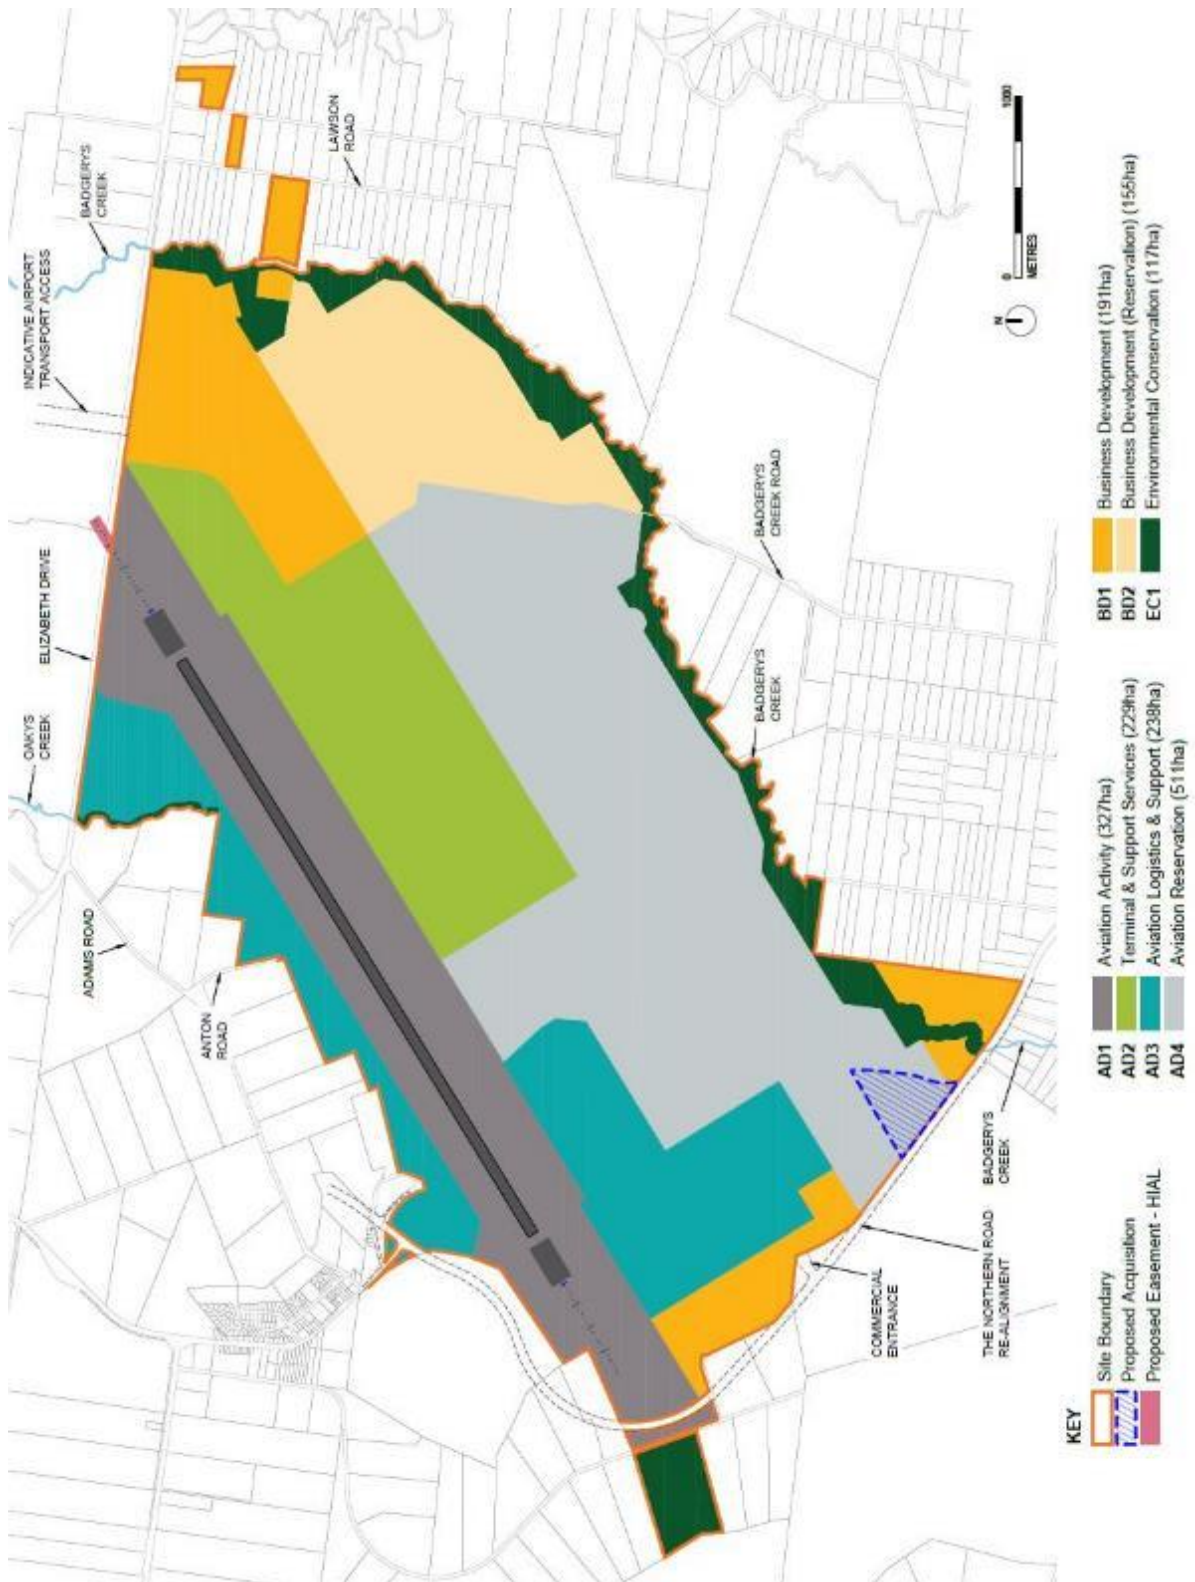 OAKYS
CREEK
ELIZABETH DRIVE
INDICATIVE AIRPORT
TRANSPORT ACCESS
BADGERYS
CREEK
LAWSON
ROAD
ADAMS ROAD
ANTON
ROAD
BADGERYS
CREEK ROAD
BADGERYS
CREEK
COMMERCIAL
ENTRANCE
THE NORTHERN ROAD
RE-ALIGNMENT
BADGERYS
CREEK
N
0 1000
METRES
KEY
Site Boundary
Proposed Acquisition
Proposed Easement - HIAL
AD1 Aviation Activity (327ha)
AD2 Terminal & Support Services (229ha)
AD3 Aviation Logistics & Support (238ha)
AD4 Aviation Reservation (511ha)
BD1 Business Development (191ha)
BD2 Business Development (Reservation) (155ha)
EC1 Environmental Conservation (117ha)